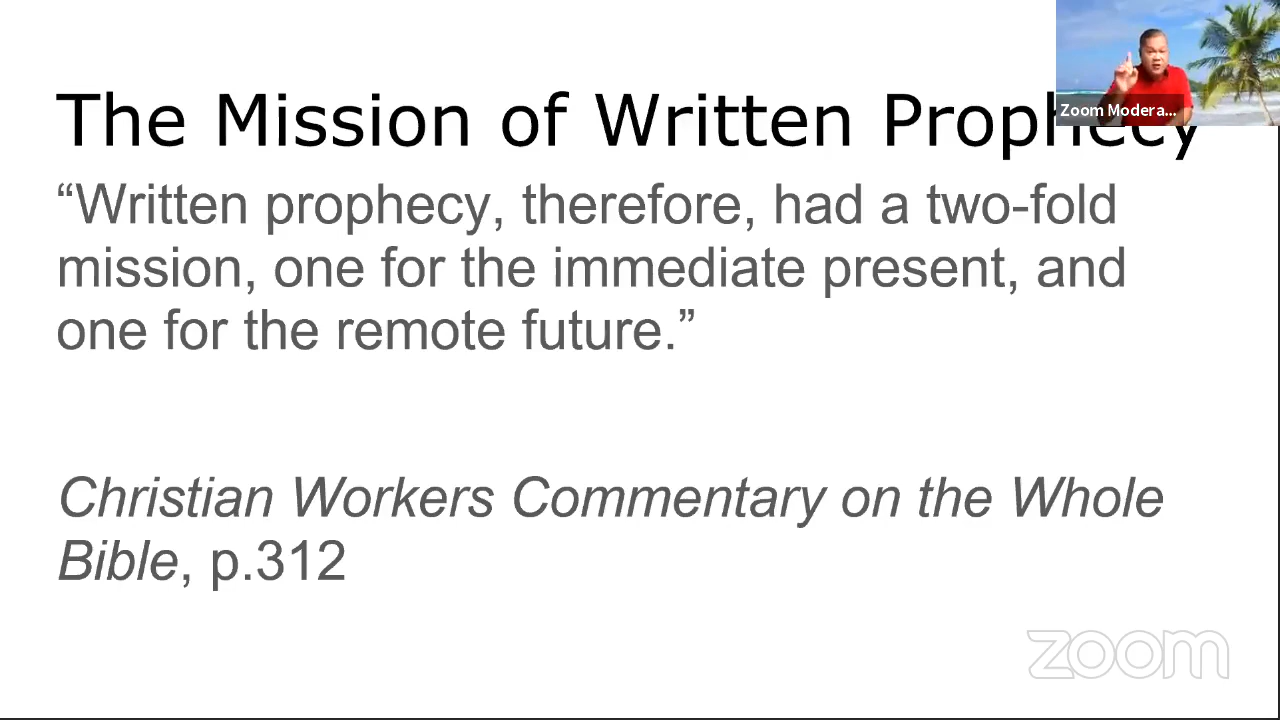 The Mission of Written Prophecy
Zoom Modera...
“Written prophecy, therefore, had a two-fold
mission, one for the immediate present, and
one for the remote future.”
Christian Workers Commentary on the Whole
Bible, p.312
zoom